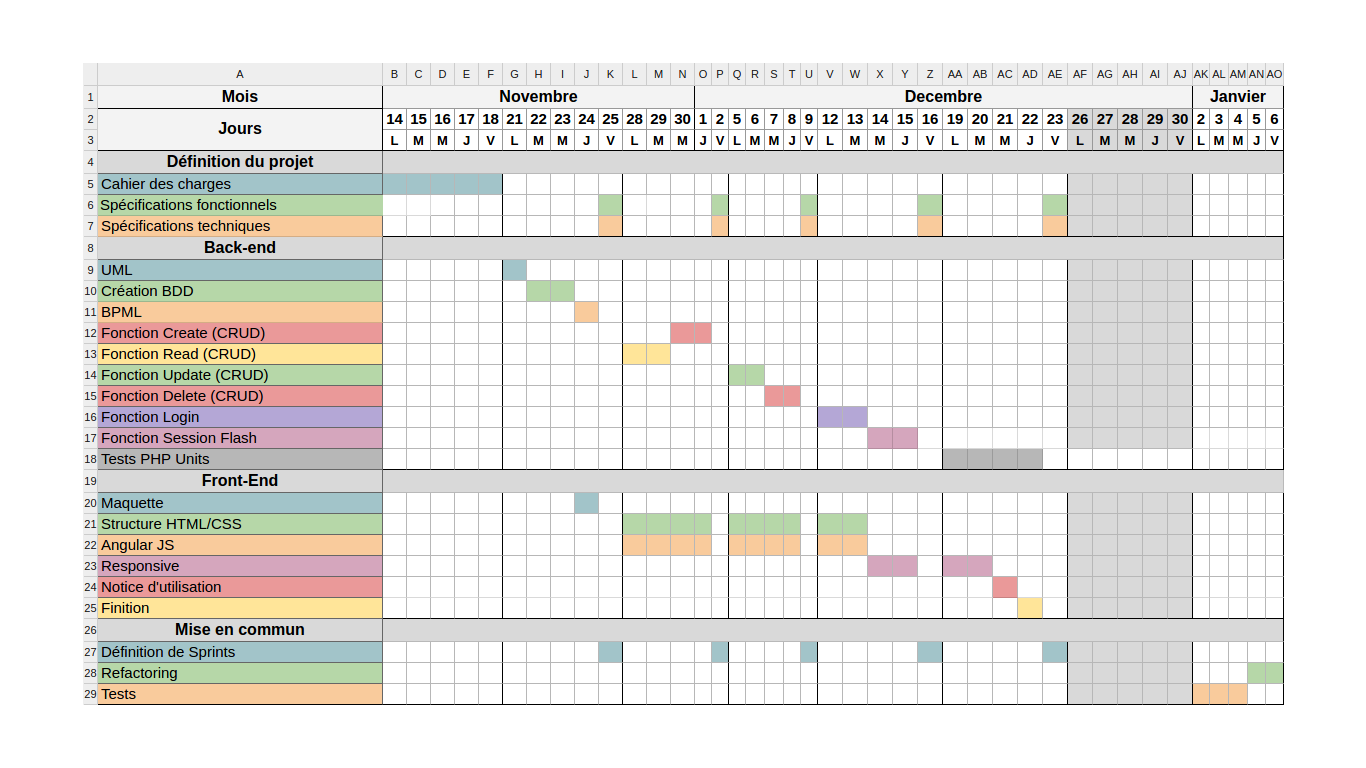 A B C D E F G H I J K L M N O P Q R S T U V W X Y Z AA AB AC AD AE AF AG AH AI AJ AK AL AM AN AO
1 Mois Novembre Decembre Janvier
2 14 15 16 17 18 21 22 23 24 25 28 29 30 1 2 5 6 7 8 9 12 13 14 15 16 19 20 21 22 23 26 27 28 29 30 2 3 4 5 6
Jours
3 L M M J V L M M J V L M M J V L M M J V L M M J V L M M J V L M M J V L M M J V
4 Définition du projet
5 Cahier des charges
6 Spécifications fonctionnels
7 Spécifications techniques
8 Back-end
9 UML
10 Création BDD
11 BPML
12 Fonction Create (CRUD)
13 Fonction Read (CRUD)
14 Fonction Update (CRUD)
15 Fonction Delete (CRUD)
16 Fonction Login
17 Fonction Session Flash
18 Tests PHP Units
19 Front-End
20 Maquette
21 Structure HTML/CSS
22 Angular JS
23 Responsive
24 Notice d'utilisation
25 Finition
26 Mise en commun
27 Définition de Sprints
28 Refactoring
29 Tests